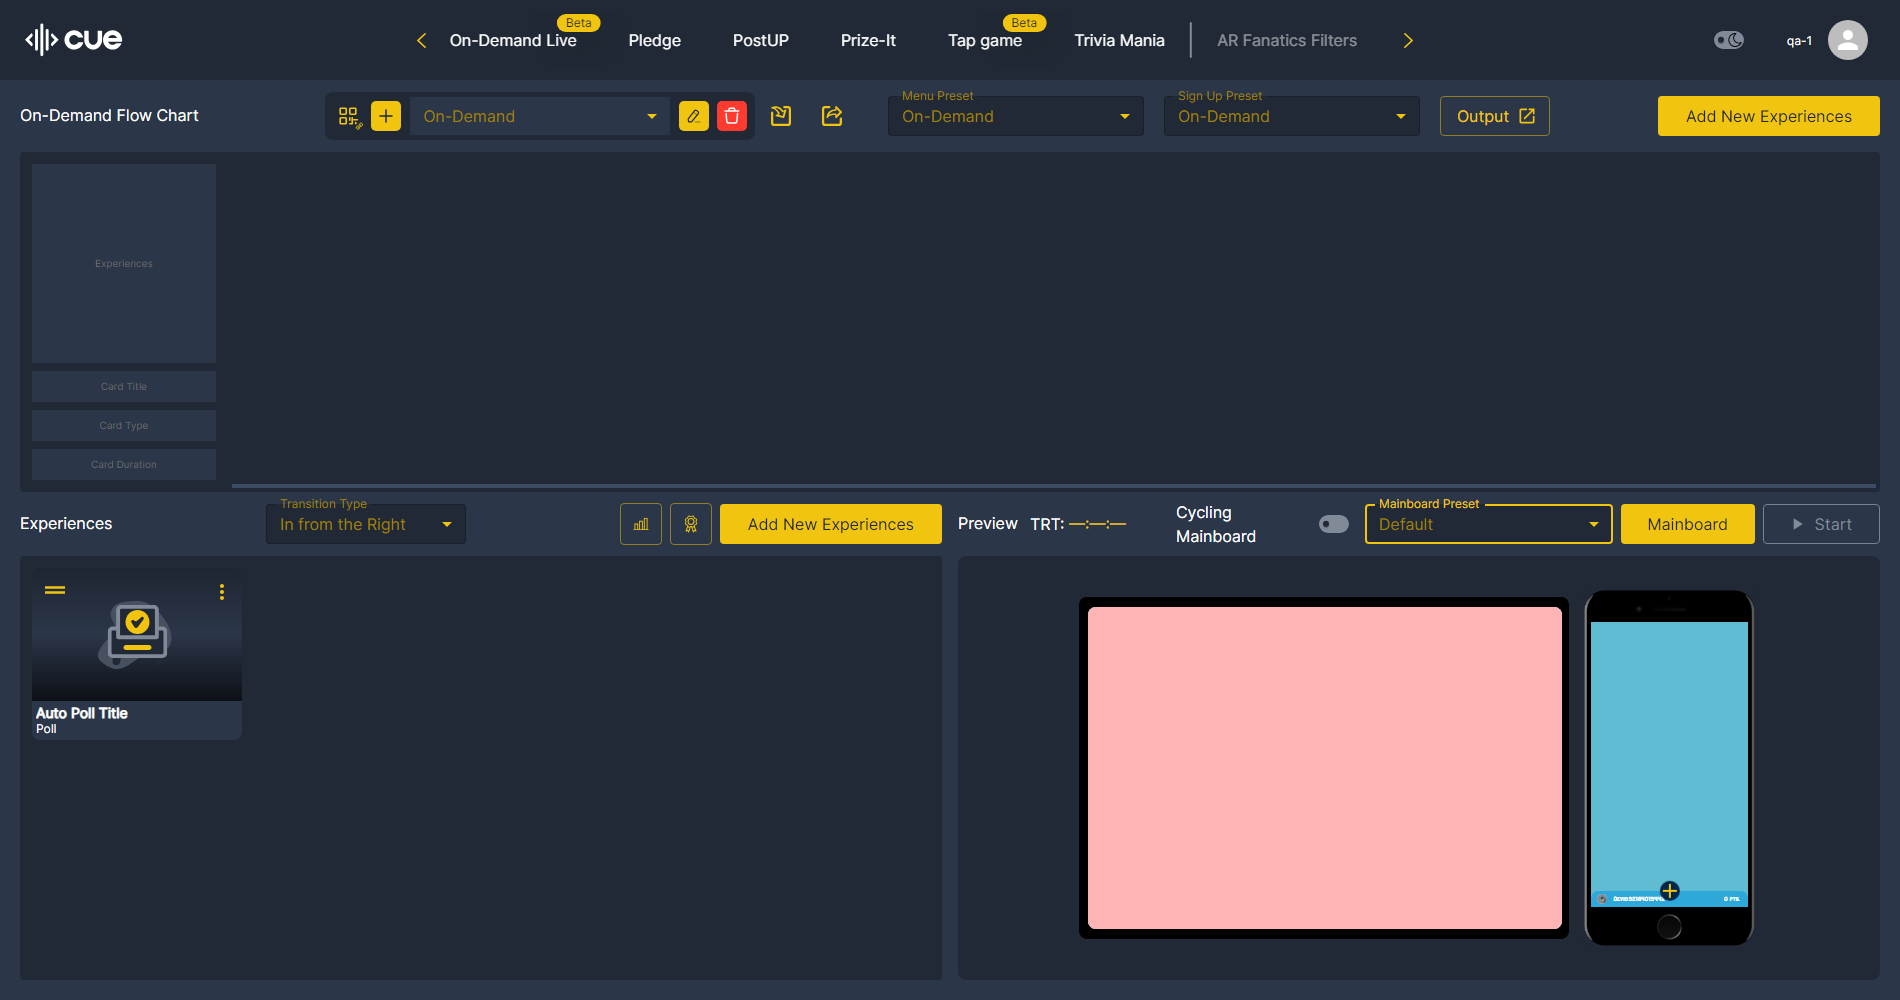 cue
On-Demand Live
Beta
Pledge
PostUP
Prize-It
Tap game
Beta
Trivia Mania
AR Fanatics Filters
qa-1
On-Demand Flow Chart
On-Demand
Menu Preset
On-Demand
Sign Up Preset
On-Demand
Output
Add New Experiences
Experiences
Card Title
Card Type
Card Duration
Experiences
Transition Type
In from the Right
Add New Experiences
Preview
TRT: —:—:—
Cycling
Mainboard
Mainboard Preset
Default
Mainboard
Start
Auto Poll Title
Poll
0 PTS.